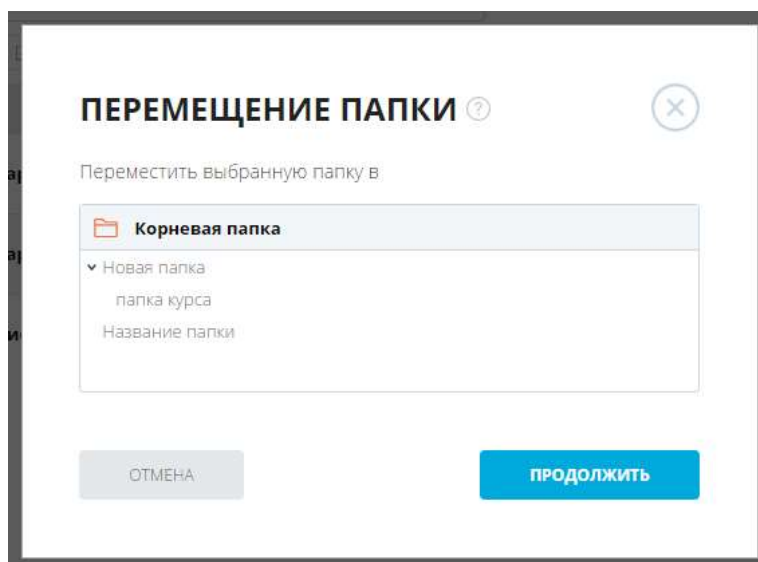 ПЕРЕМЕЩЕНИЕ ПАПКИ ?
Переместить выбранную папку в
Корневая папка
Новая папка
папка курса
Название папки
ОТМЕНА
ПРОДОЛЖИТЬ